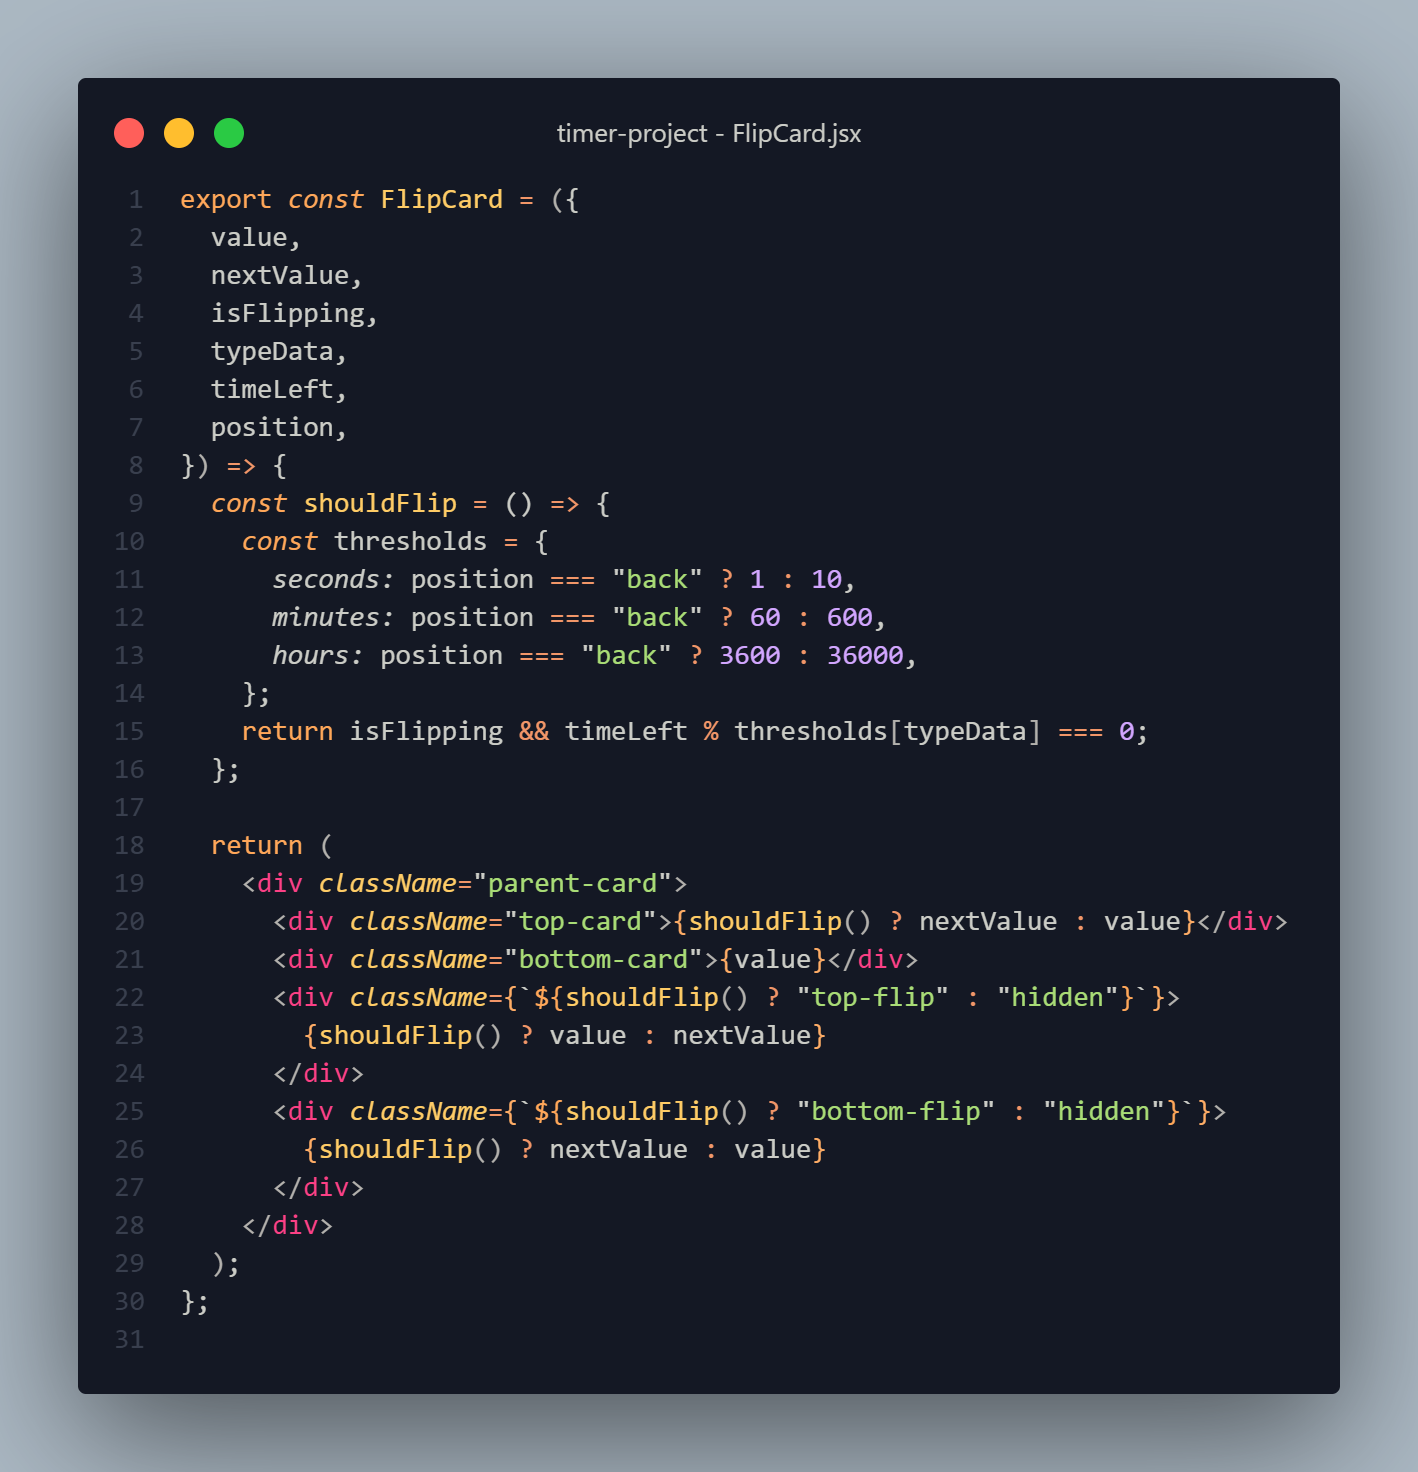 timer-project - FlipCard.jsx
1 export const FlipCard = ({
2   value,
3   nextValue,
4   isFlipping,
5   typeData,
6   timeLeft,
7   position,
8 }) => {
9   const shouldFlip = () => {
10     const thresholds = {
11       seconds: position === "back" ? 1 : 10,
12       minutes: position === "back" ? 60 : 600,
13       hours: position === "back" ? 3600 : 36000,
14     };
15     return isFlipping && timeLeft % thresholds[typeData] === 0;
16   };
17
18   return (
19     <div className="parent-card">
20       <div className="top-card">{shouldFlip() ? nextValue : value}</div>
21       <div className="bottom-card">{value}</div>
22       <div className={`${shouldFlip() ? "top-flip" : "hidden"}`}>
23         {shouldFlip() ? value : nextValue}
24       </div>
25       <div className={`${shouldFlip() ? "bottom-flip" : "hidden"}`}>
26         {shouldFlip() ? nextValue : value}
27       </div>
28     </div>
29   );
30 };
31